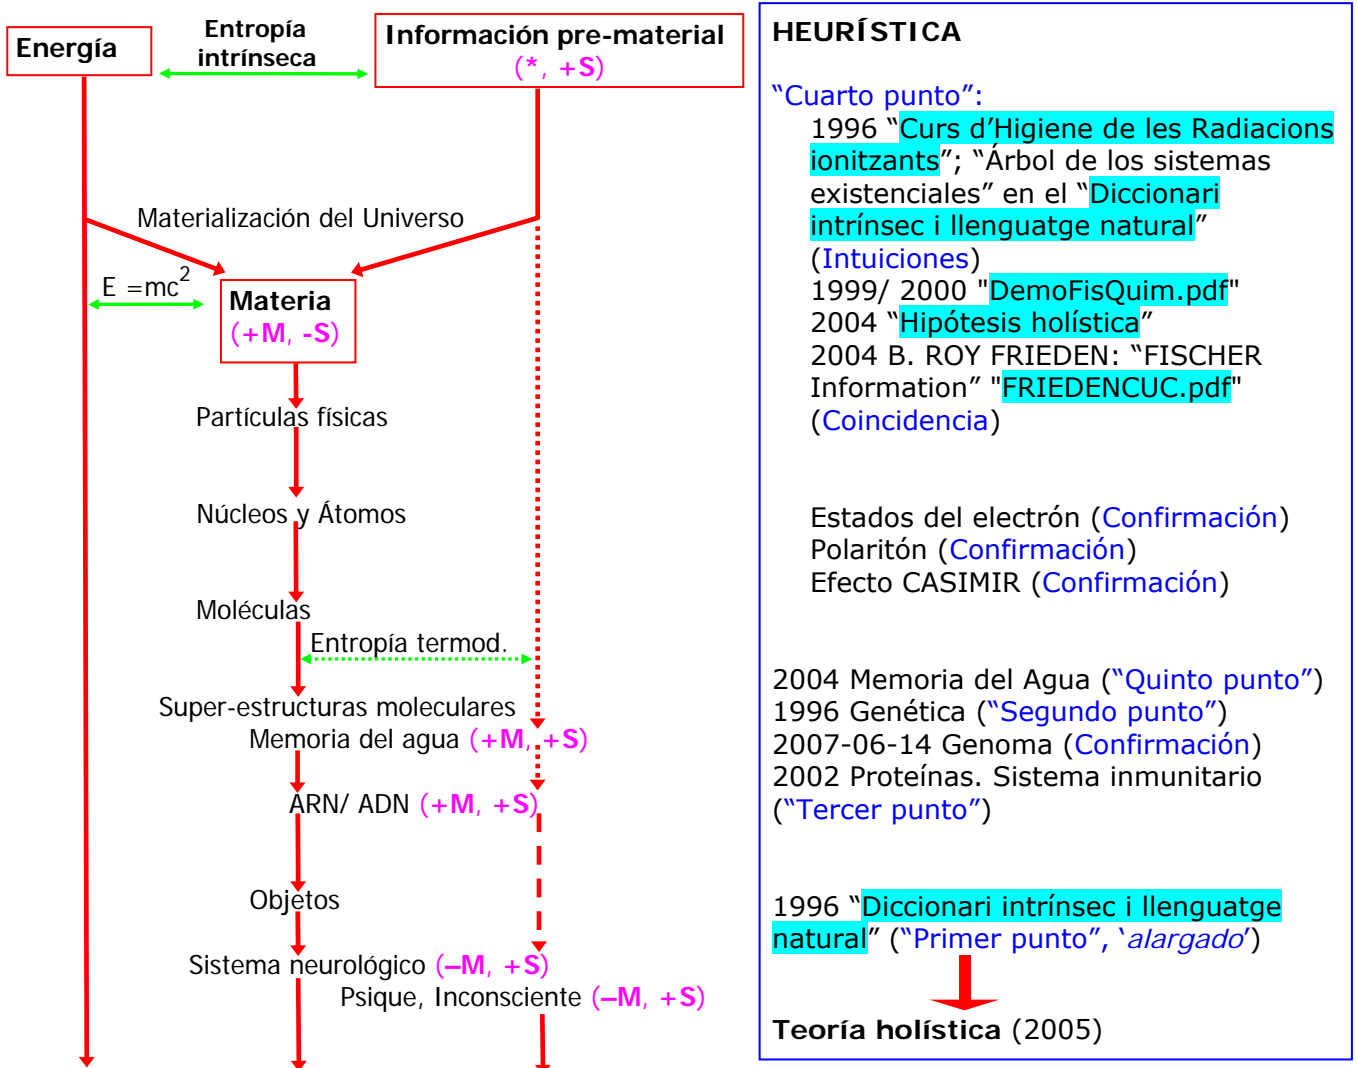 Energía
Entropía
intrínseca
Información pre-material
(*, +S)
Materialización del Universo
E =mc2
Materia
(+M, -S)
Partículas físicas
Núcleos y Átomos
Moléculas
Entropía termod.
Super-estructuras moleculares
Memoria del agua (+M, +S)
ARN/ ADN (+M, +S)
Objetos
Sistema neurológico (–M, +S)
Psique, Inconsciente (–M, +S)
HEURÍSTICA
“Cuarto punto”:
1996 “Curs d’Higiene de les Radiacions
ionitzants”; “Árbol de los sistemas
existenciales” en el “Diccionari
intrínsec i llenguatge natural”
(Intuiciones)
1999/ 2000 "DemoFisQuim.pdf"
2004 “Hipótesis holística”
2004 B. ROY FRIEDEN: “FISCHER
Information” "FRIEDENCUC.pdf"
(Coincidencia)
Estados del electrón (Confirmación)
Polaritón (Confirmación)
Efecto CASIMIR (Confirmación)
2004 Memoria del Agua (“Quinto punto”)
1996 Genética (“Segundo punto”)
2007-06-14 Genoma (Confirmación)
2002 Proteínas. Sistema inmunitario
(“Tercer punto”)
1996 “Diccionari intrínsec i llenguatge
natural” (“Primer punto”, ‘alargado’)
Teoría holística (2005)